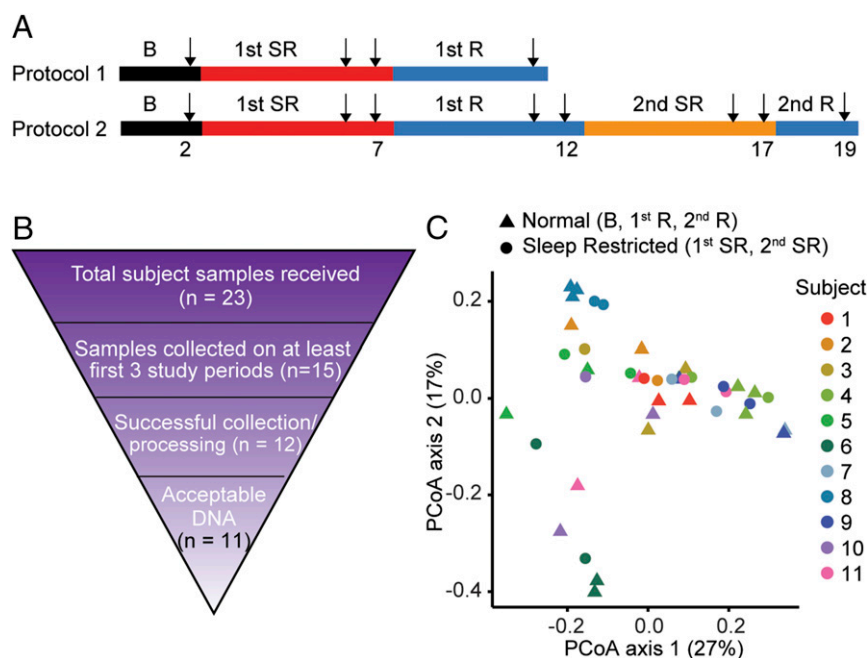 A
B 1st SR 1st R
Protocol 1
B 1st SR 1st R 2nd SR 2nd R
Protocol 2
2 7 12 17 19
B
Total subject samples received
(n = 23)
Samples collected on at least
first 3 study periods (n=15)
Successful collection/
processing (n = 12)
Acceptable
DNA
(n = 11)
C
Normal (B, 1st R, 2nd R)
Sleep Restricted (1st SR, 2nd SR)
Subject
1
2
3
4
5
6
7
8
9
10
11
PCoA axis 2 (17%)
0.2
0.0
-0.2
-0.4
-0.2 0.0 0.2
PCoA axis 1 (27%)